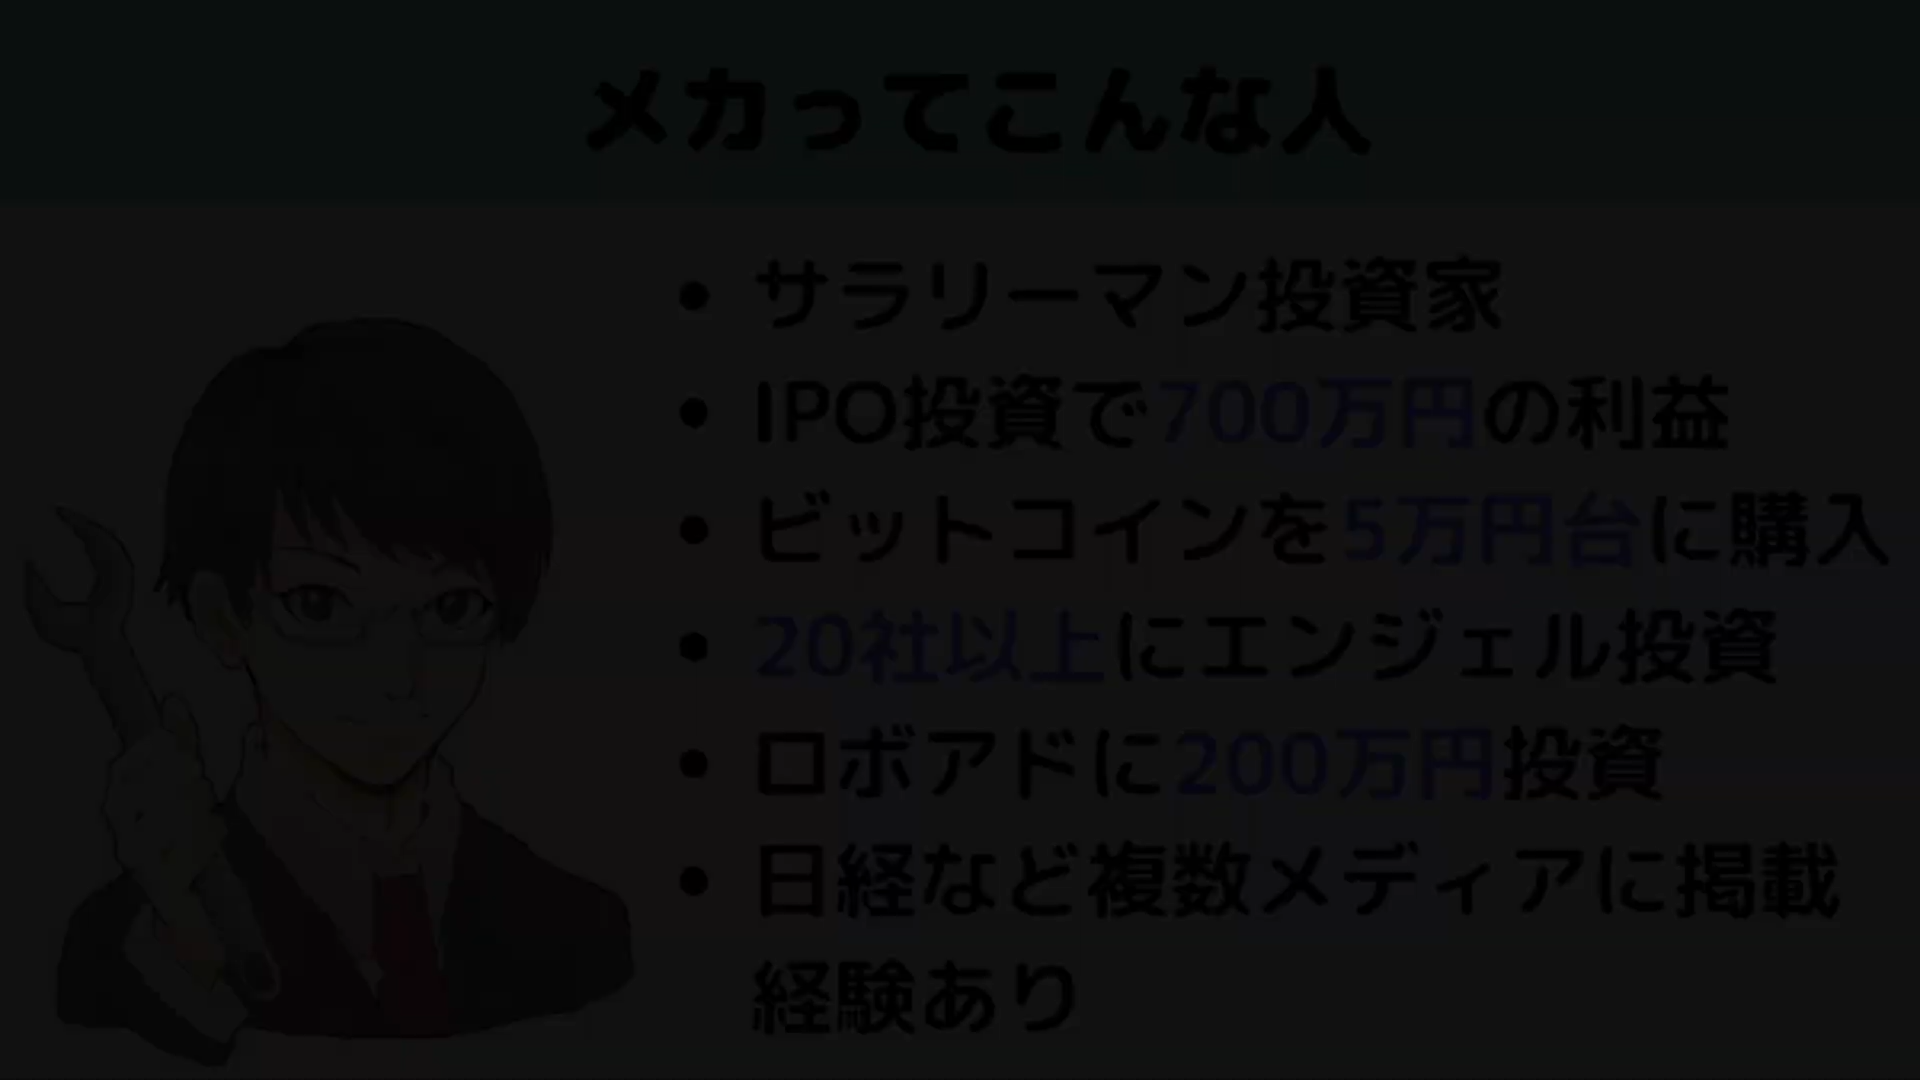 メカってこんな人
• サラリーマン投資家
• IPO投資で700万円の利益
• ビットコインを5万円台に購入
• 20社以上にエンジェル投資
• ロボアドに200万円投資
• 日経など複数メディアに掲載
経験あり